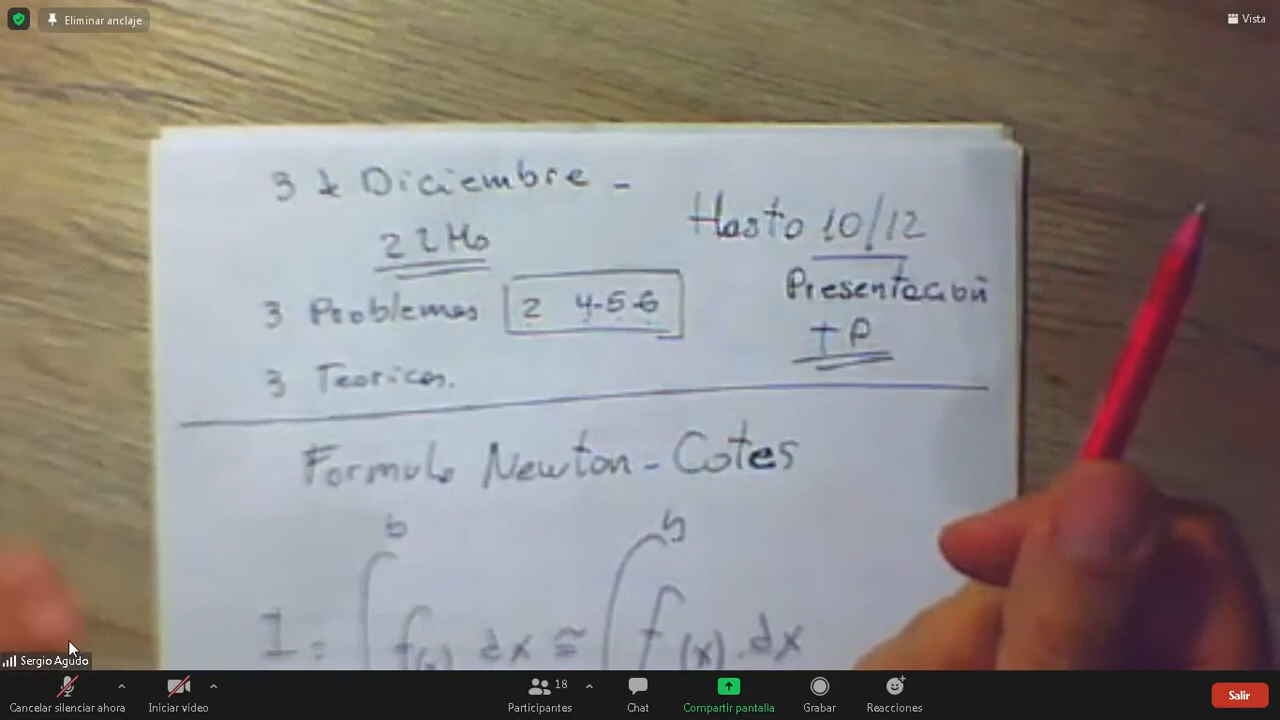 Eliminar anclaje
Vista
3 de Diciembre -
Hasta 10/12
Presentación
TP
3 Problemas 2 4-5-6
3 Teoricas.
Formula Newton-Cotes
b b
I = ∫ f(x) dx ≅ ∫ f(x).dx
Sergio Agudo
Cancelar silenciar ahora
Iniciar video
Participantes 18
Chat
Compartir pantalla
Grabar
Reacciones
Salir